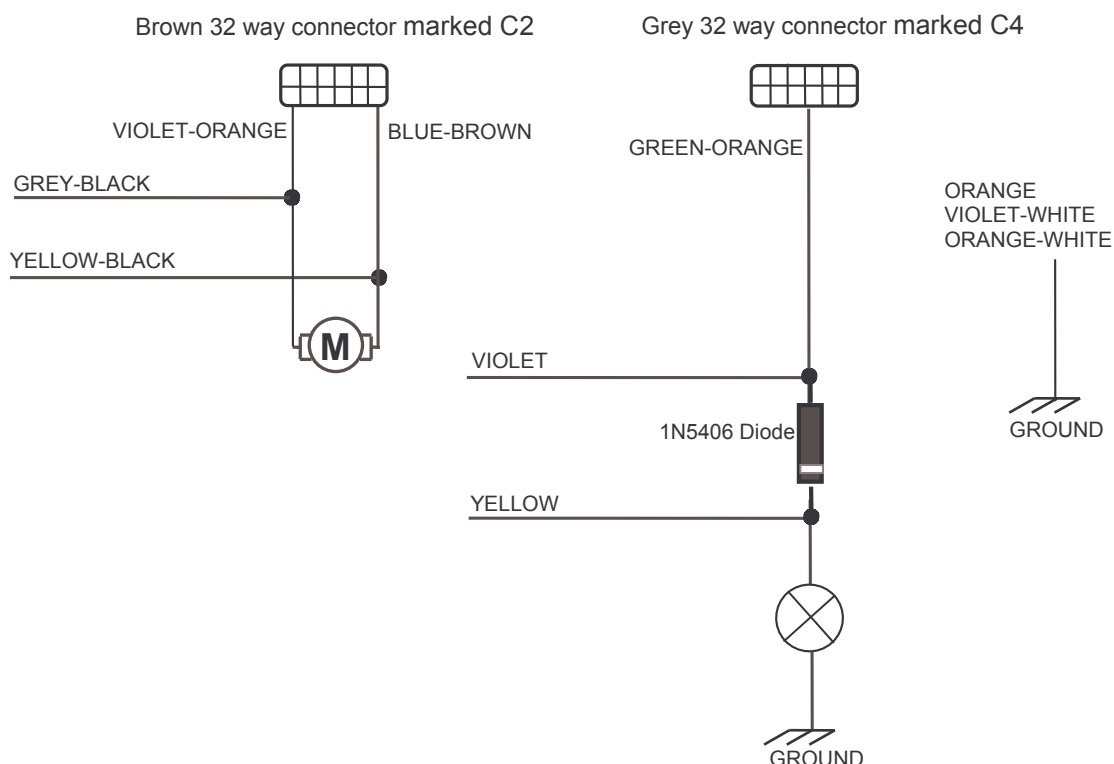 Brown 32 way connector marked C2
Grey 32 way connector marked C4
VIOLET-ORANGE
BLUE-BROWN
GREEN-ORANGE
GREY-BLACK
ORANGE
VIOLET-WHITE
ORANGE-WHITE
YELLOW-BLACK
M
VIOLET
GROUND
1N5406 Diode
YELLOW
GROUND